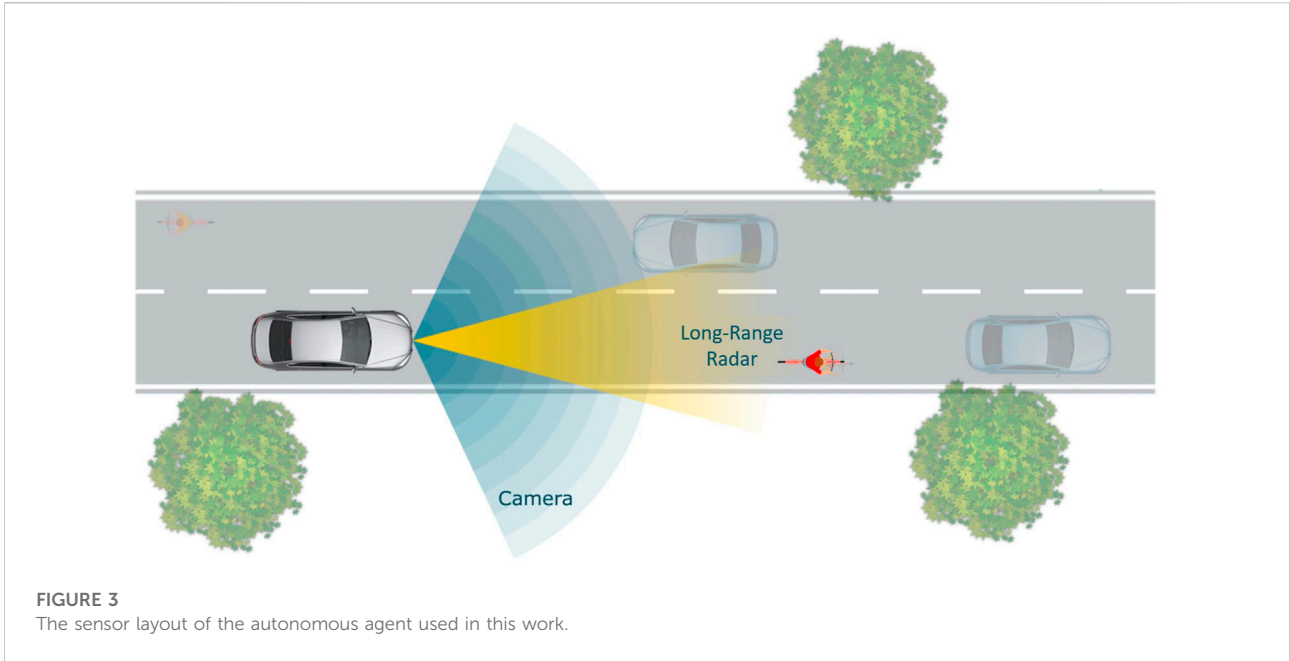 Long-Range
Radar
Camera
FIGURE 3
The sensor layout of the autonomous agent used in this work.